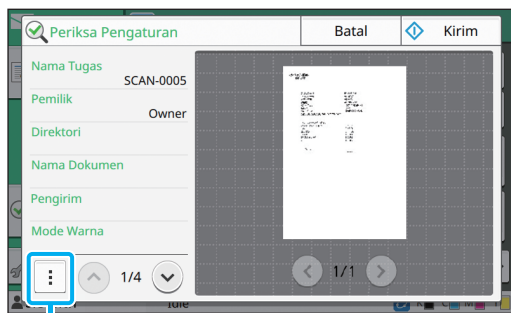 Periksa Pengaturan
Batal
Kirim
Nama Tugas
SCAN-0005
Pemilik
Owner
Direktori
Nama Dokumen
Pengirim
Mode Warna
1/4
1/1
Idle
K
C
M
Y